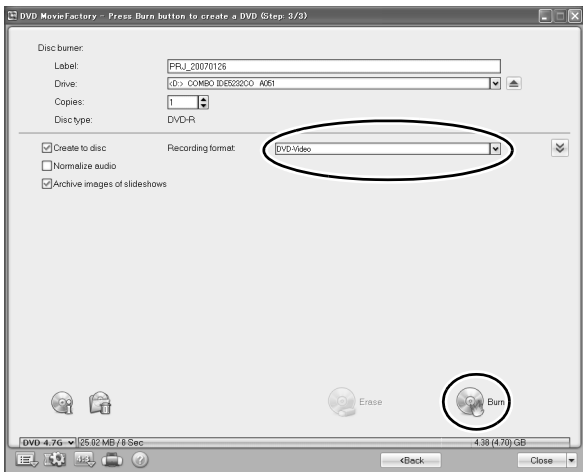 DVD MovieFactory - Press Burn button to create a DVD (Step: 3/3)
Disc burner:
Label: PRJ_20070126
Drive: <D:> COMBO IDE5232CO A051
Copies: 1
Disc type: DVD-R
Create to disc Recording format: DVD-Video
Normalize audio
Archive images of slideshows
Erase Burn
DVD 4.7G 25.02 MB / 8 Sec 4.38 (4.70) GB
<Back Close